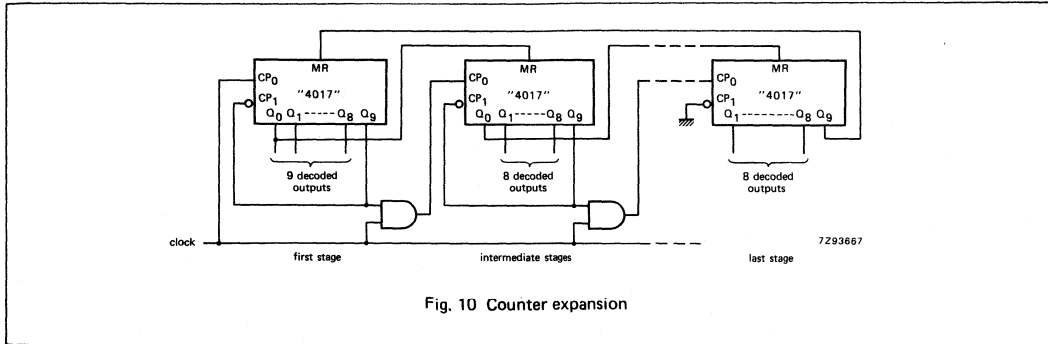 MR MR MR
CP0 CP0 CP0
"4017" "4017" "4017"
CP1 CP1 CP1
Q0 Q1 ------ Q8 Q9 Q0 Q1 ------ Q8 Q9 Q1 ------ Q8 Q9
9 decoded outputs
8 decoded outputs
8 decoded outputs
clock
first stage
intermediate stages
last stage
7Z93667
Fig. 10 Counter expansion